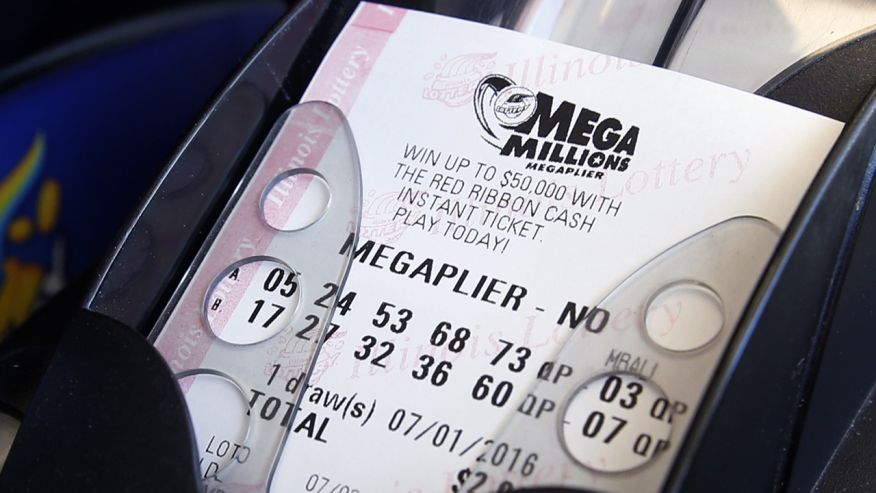 Illinois Lottery
MEGA
MILLIONS
MEGAPLIER
WIN UP TO $50,000 WITH
THE RED RIBBON CASH
INSTANT TICKET.
PLAY TODAY!
MEGAPLIER - NO
MBALL
A. 05 24 53 68 73 QP 03 QP
B. 17 27 32 36 60 QP - 07 QP
1 draw(s) 07/01/2016
TOTAL